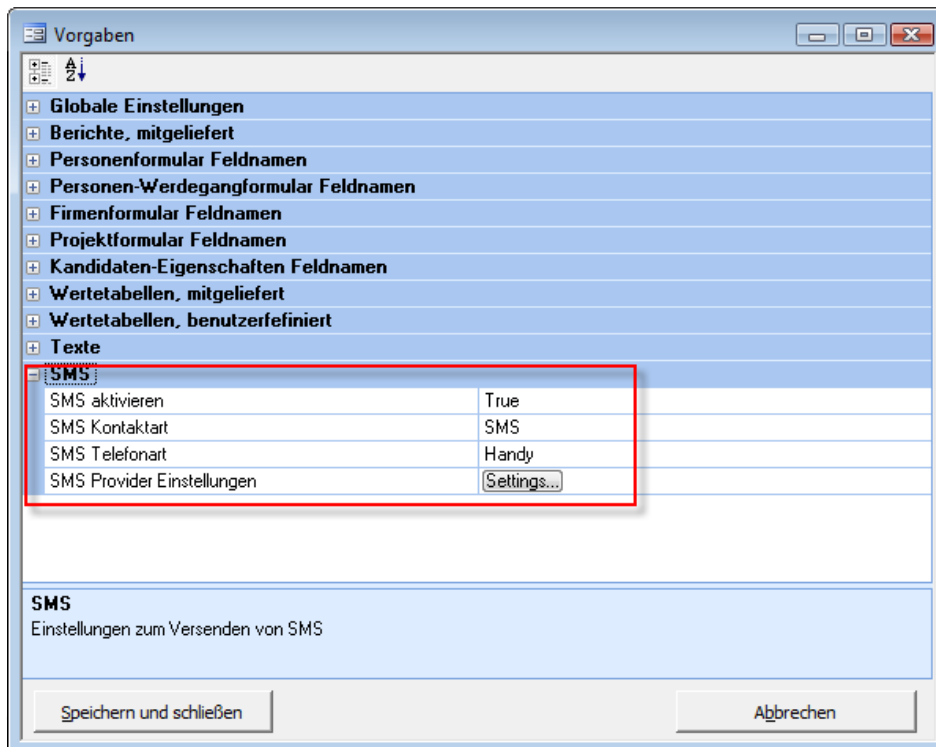 Vorgaben
Globale Einstellungen
Berichte, mitgeliefert
Personenformular Feldnamen
Personen-Werdegangformular Feldnamen
Firmenformular Feldnamen
Projektformular Feldnamen
Kandidaten-Eigenschaften Feldnamen
Wertetabellen, mitgeliefert
Wertetabellen, benutzerfefiniert
Texte
SMS
SMS aktivieren True
SMS Kontaktart SMS
SMS Telefonart Handy
SMS Provider Einstellungen Settings...
SMS
Einstellungen zum Versenden von SMS
Speichern und schließen Abbrechen